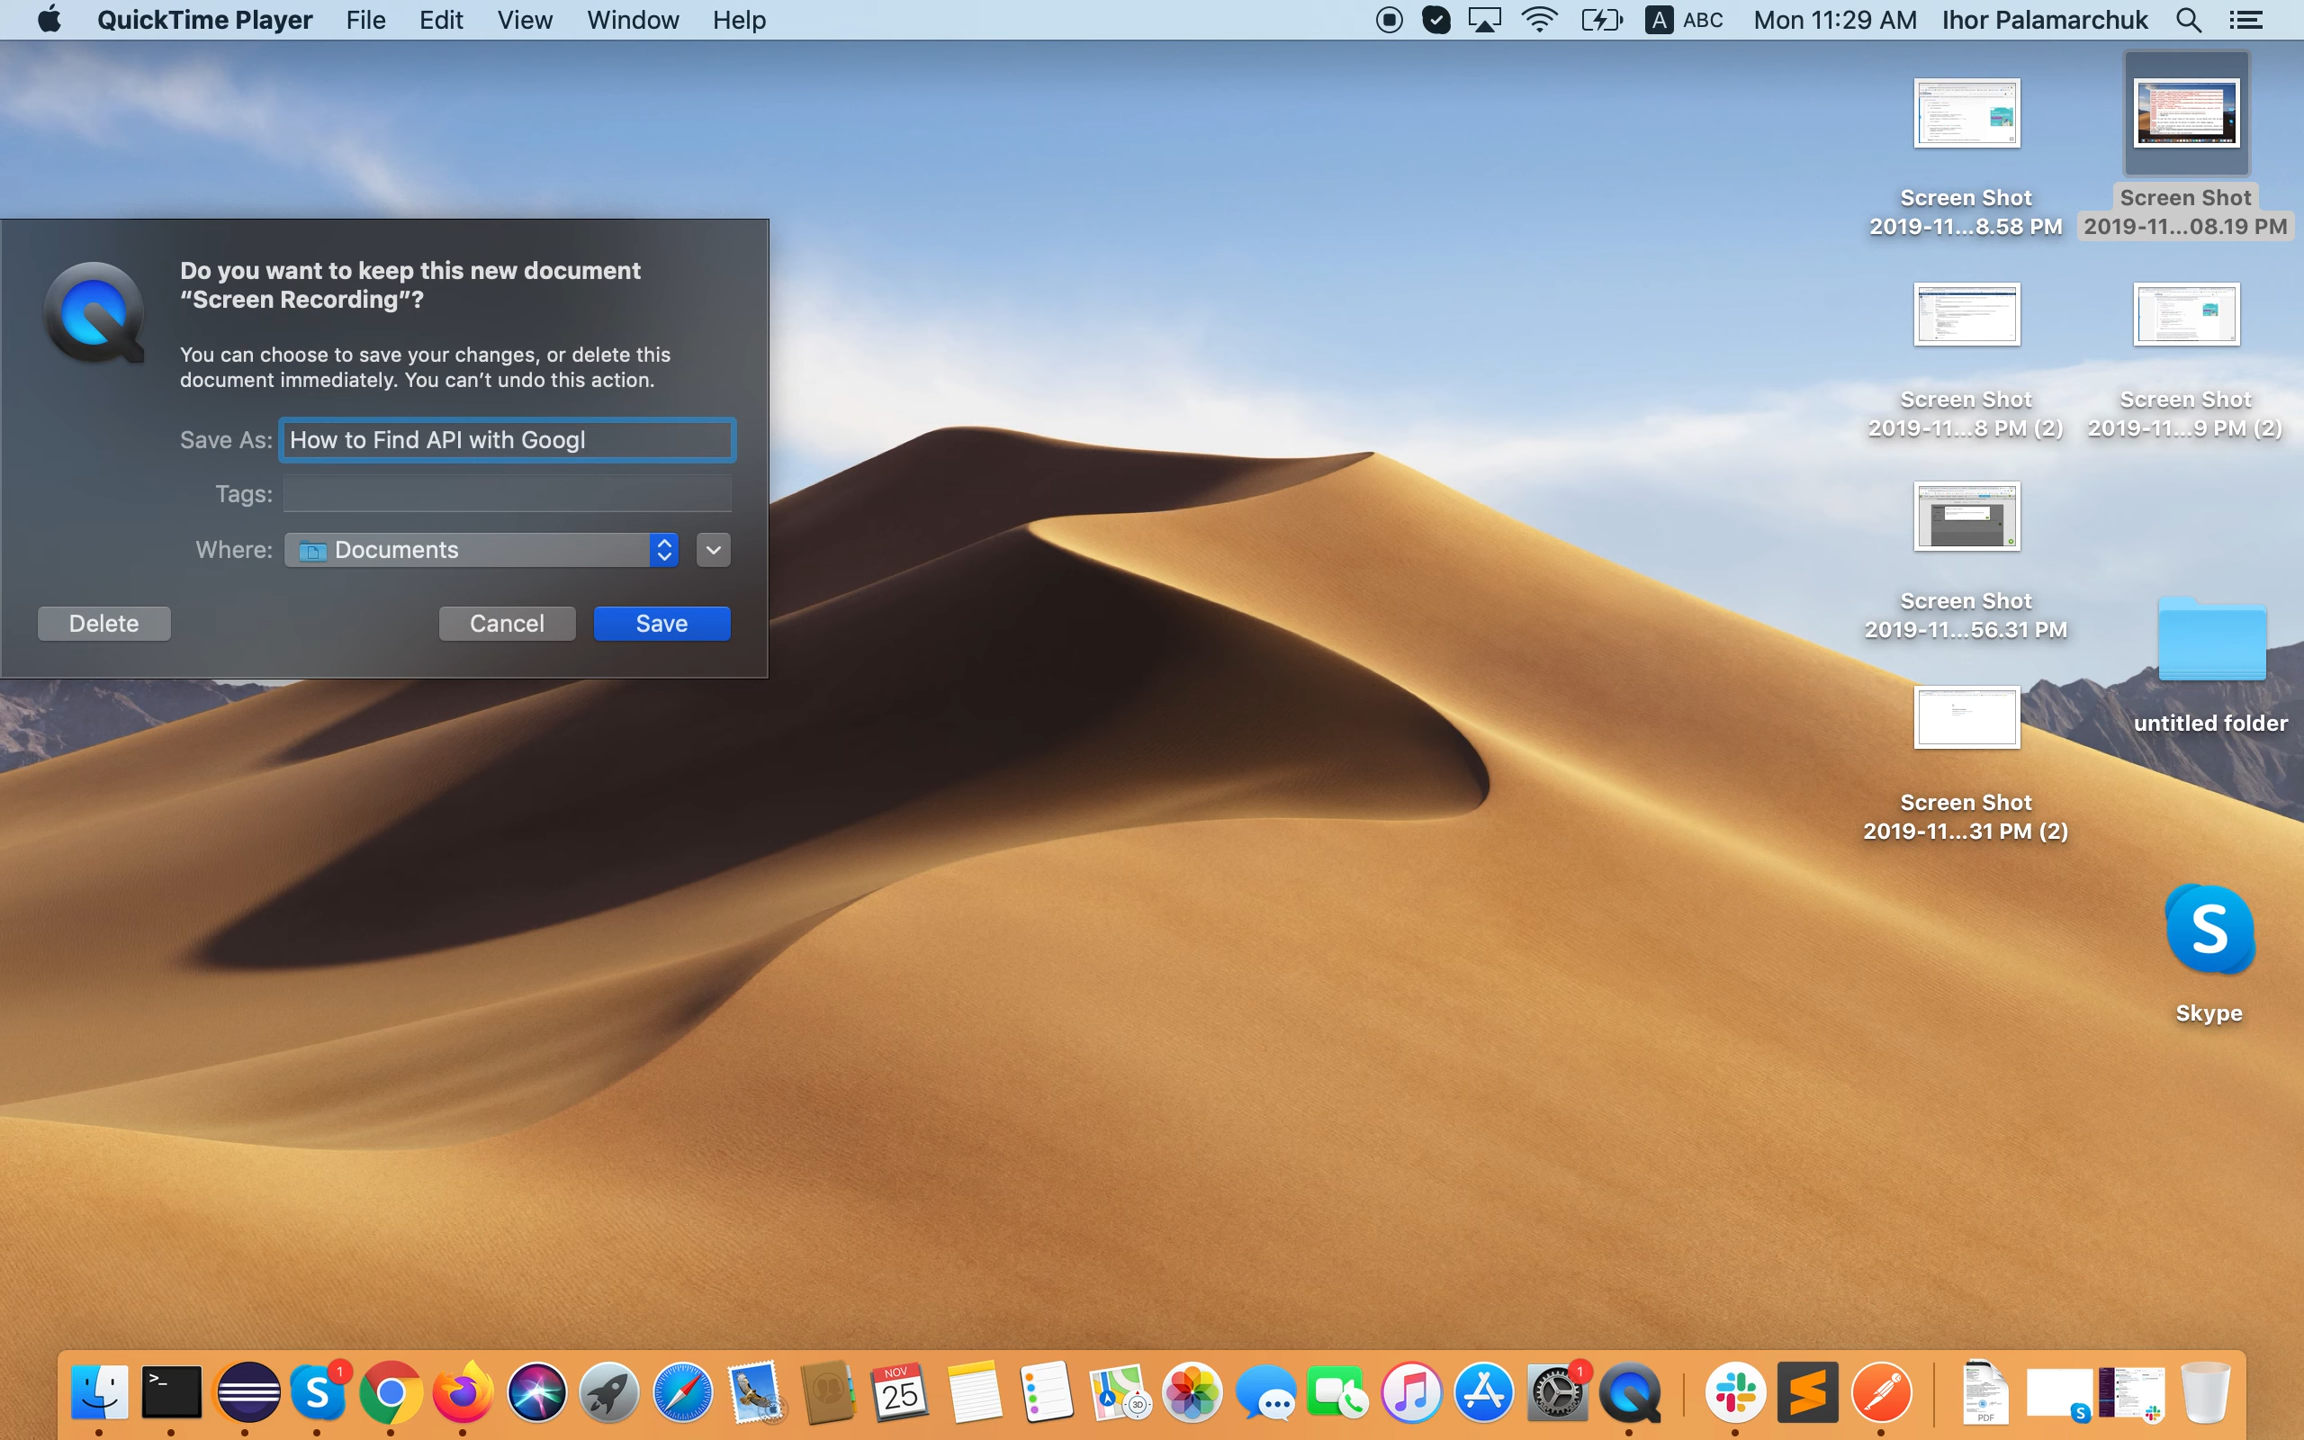 QuickTime Player File Edit View Window Help A ABC Mon 11:29 AM Ihor Palamarchuk
Do you want to keep this new document
“Screen Recording”?
You can choose to save your changes, or delete this
document immediately. You can’t undo this action.
Save As: How to Find API with Googl
Tags:
Where: Documents
Delete Cancel Save
Screen Shot
2019-11...8.58 PM
Screen Shot
2019-11...08.19 PM
Screen Shot
2019-11...8 PM (2)
Screen Shot
2019-11...9 PM (2)
Screen Shot
2019-11...56.31 PM
untitled folder
Screen Shot
2019-11...31 PM (2)
S
Skype
>_
S
1
NOV
25
3D
1
PDF
S